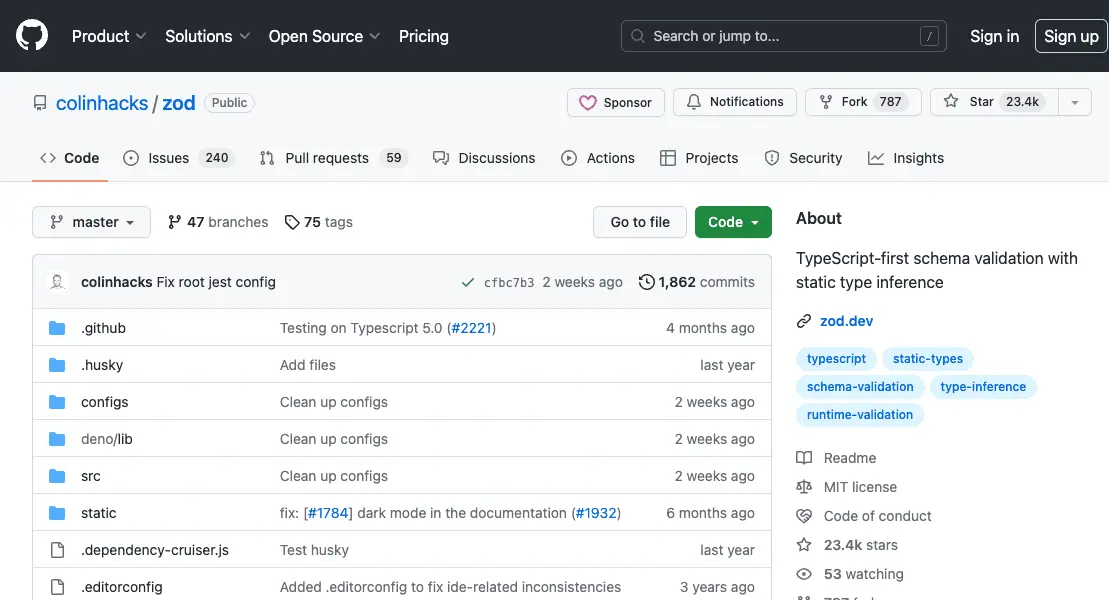 Product Solutions Open Source Pricing Search or jump to... / Sign in Sign up
colinhacks / zod Public Sponsor Notifications Fork 787 Star 23.4k
Code Issues 240 Pull requests 59 Discussions Actions Projects Security Insights
master 47 branches 75 tags Go to file Code
colinhacks Fix root jest config cfbc7b3 2 weeks ago 1,862 commits
.github Testing on Typescript 5.0 (#2221) 4 months ago
.husky Add files last year
configs Clean up configs 2 weeks ago
deno/lib Clean up configs 2 weeks ago
src Clean up configs 2 weeks ago
static fix: [#1784] dark mode in the documentation (#1932) 6 months ago
.dependency-cruiser.js Test husky last year
.editorconfig Added .editorconfig to fix ide-related inconsistencies 3 years ago
About
TypeScript-first schema validation with
static type inference
zod.dev
typescript static-types
schema-validation type-inference
runtime-validation
Readme
MIT license
Code of conduct
23.4k stars
53 watching